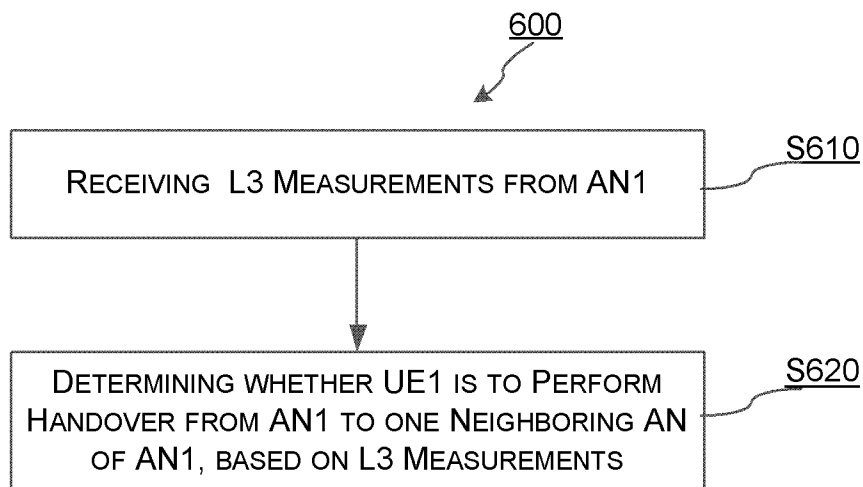 600
RECEIVING L3 MEASUREMENTS FROM AN1
S610
DETERMINING WHETHER UE1 IS TO PERFORM
HANDOVER FROM AN1 TO ONE NEIGHBORING AN
OF AN1, BASED ON L3 MEASUREMENTS
S620